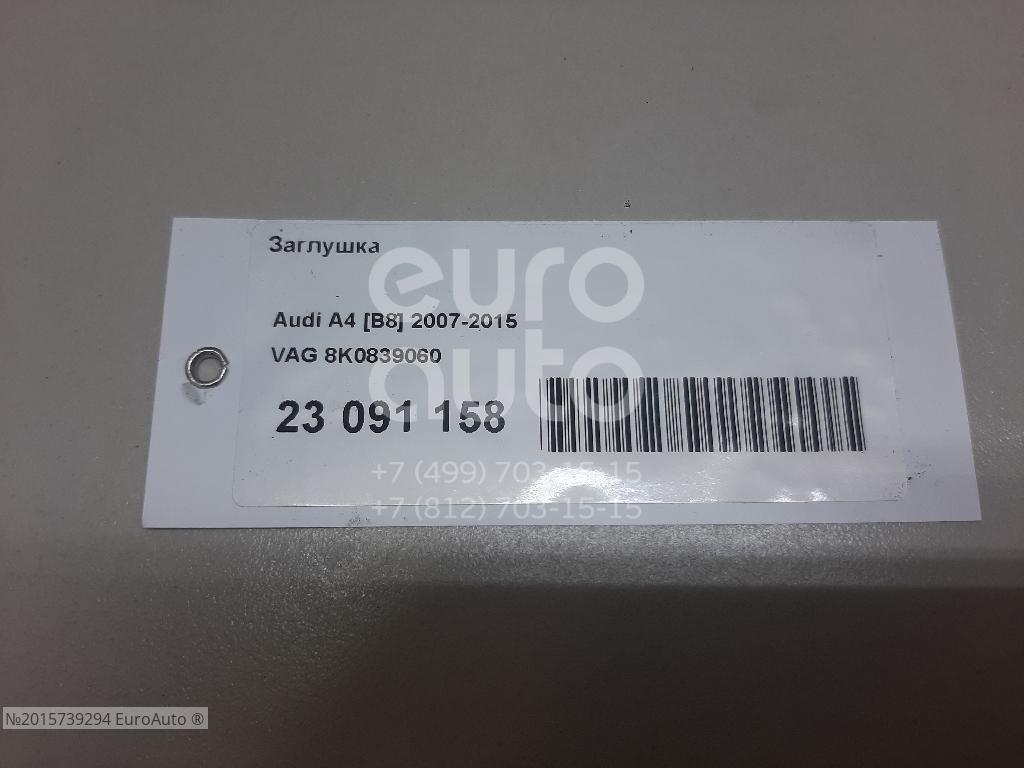 Заглушка
euro
Audi A4 [B8] 2007-2015
auto
VAG 8K0839060
23 091 158
+7 (499) 703-15-15
+7 (812) 703-15-15
№2015739294 EuroAuto ®